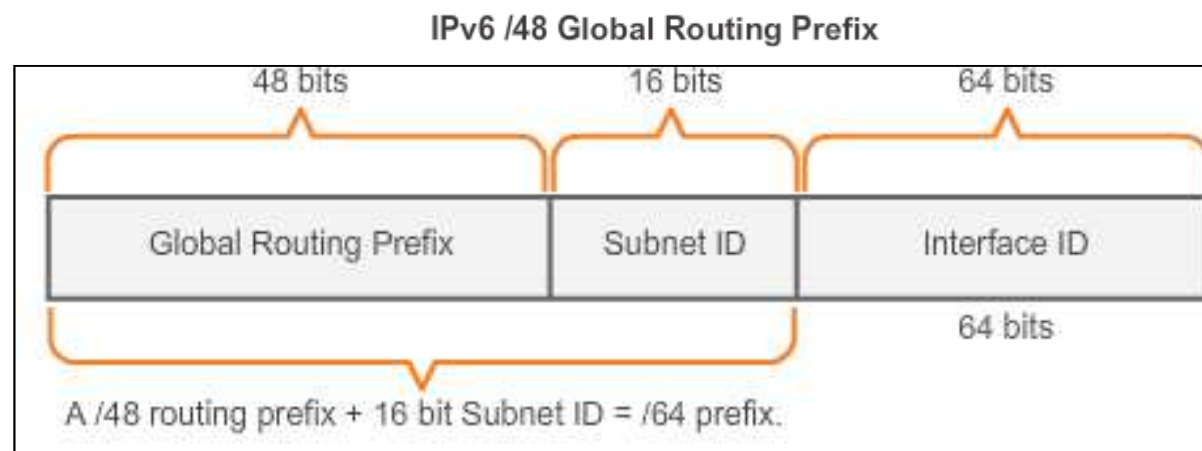 IPv6 /48 Global Routing Prefix
48 bits 16 bits 64 bits
Global Routing Prefix Subnet ID Interface ID
64 bits
A /48 routing prefix + 16 bit Subnet ID = /64 prefix.